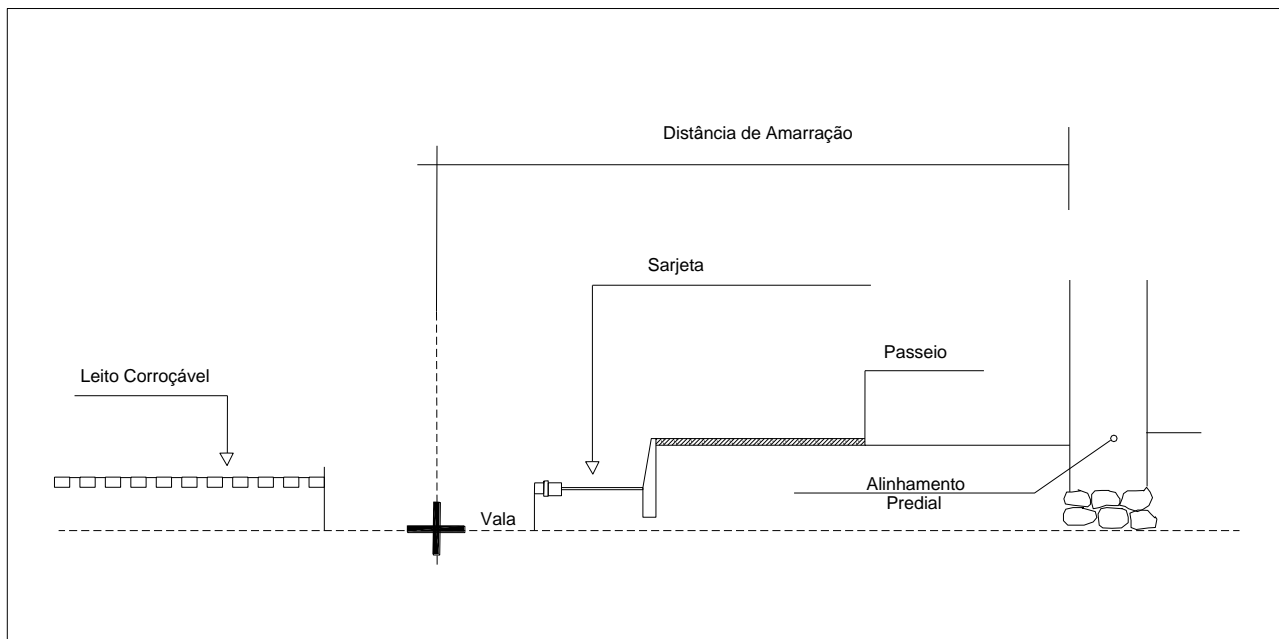 Distância de Amarração
Sarjeta
Passeio
Leito Corroçável
Alinhamento
Predial
Vala